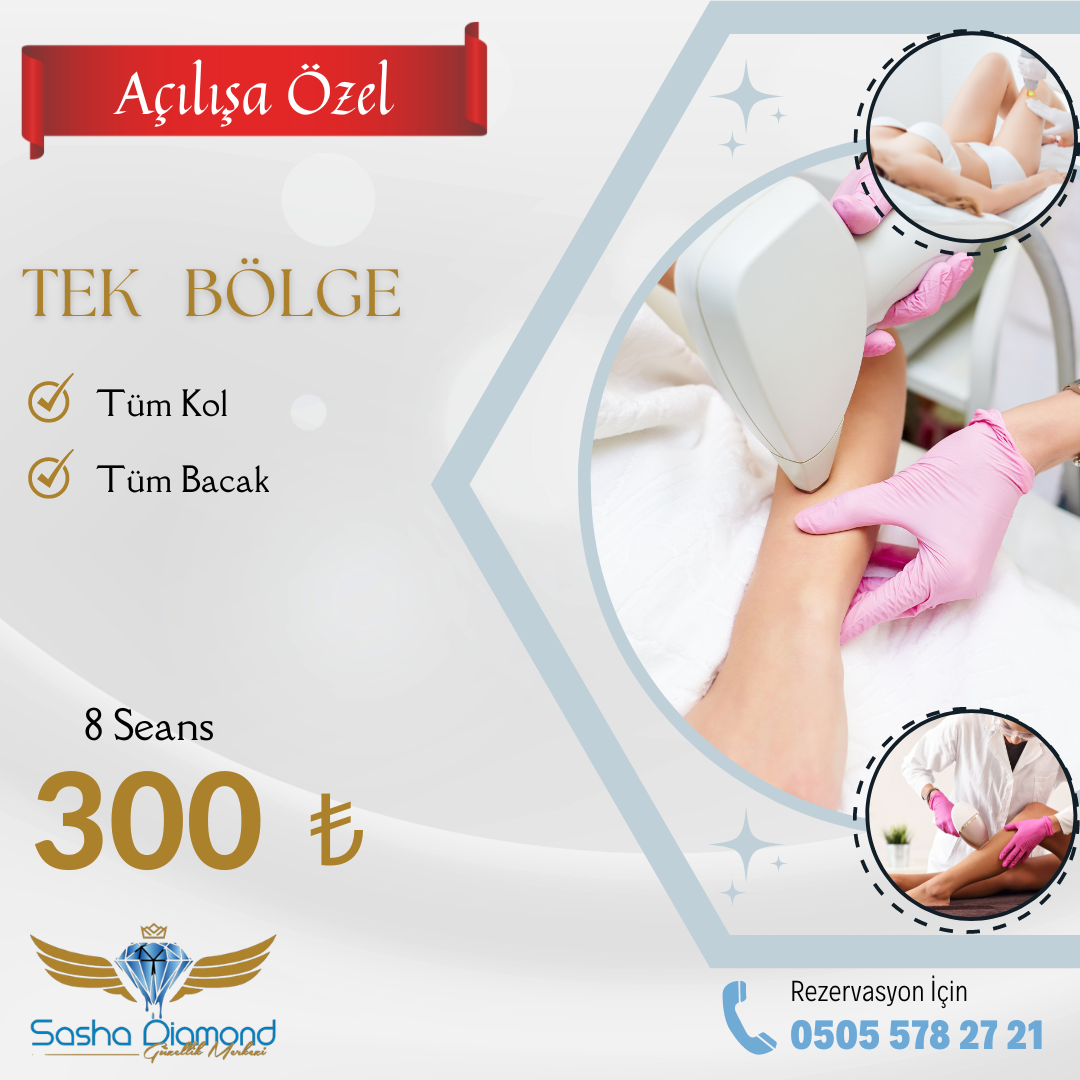 Açılışa Özel
TEK BÖLGE
Tüm Kol
Tüm Bacak
8 Seans
300 ₺
Sasha Diamond
Güzellik Merkezi
Rezervasyon İçin
0505 578 27 21